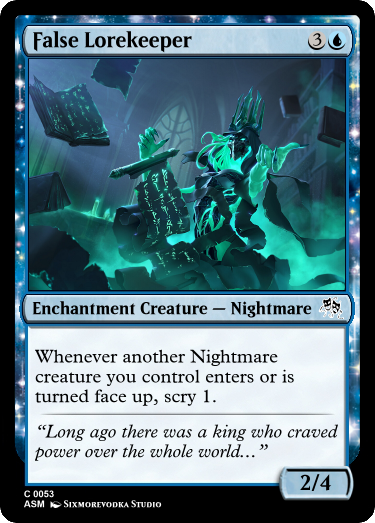 False Lorekeeper 3
Enchantment Creature — Nightmare
Whenever another Nightmare
creature you control enters or is
turned face up, scry 1.
“Long ago there was a king who craved
power over the whole world…”
2/4
C 0053
ASM Sixmorevodka Studio